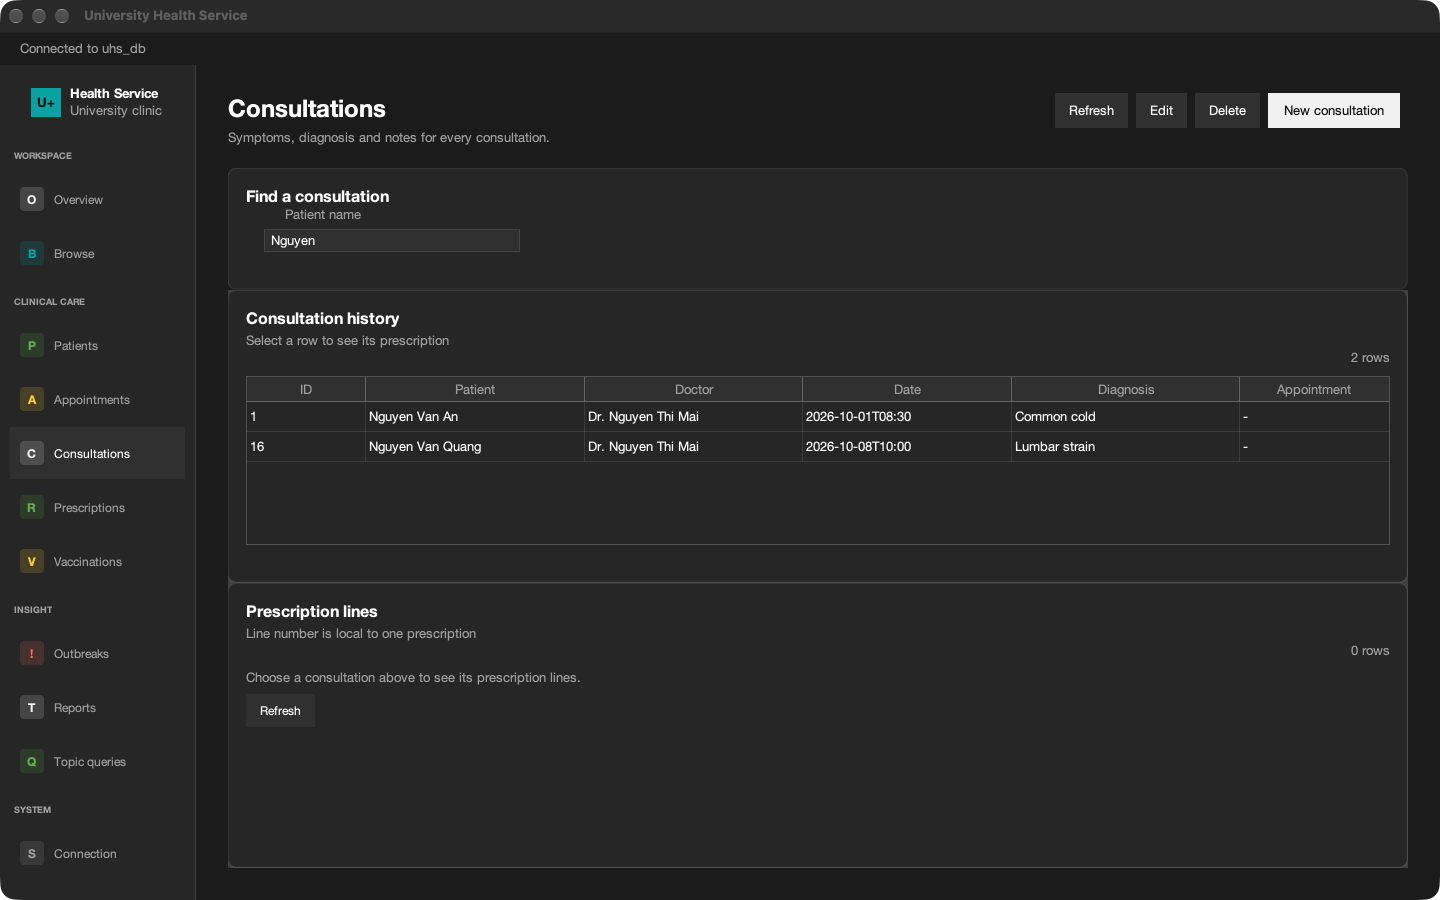 University Health Service
Connected to uhs_db
U+
Health Service
University clinic
WORKSPACE
O Overview
B Browse
CLINICAL CARE
P Patients
A Appointments
C Consultations
R Prescriptions
V Vaccinations
INSIGHT
! Outbreaks
T Reports
Q Topic queries
SYSTEM
S Connection
Consultations
Symptoms, diagnosis and notes for every consultation.
Refresh Edit Delete New consultation
Find a consultation
Patient name
Nguyen
Consultation history
Select a row to see its prescription
2 rows
ID Patient Doctor Date Diagnosis Appointment
1 Nguyen Van An Dr. Nguyen Thi Mai 2026-10-01T08:30 Common cold -
16 Nguyen Van Quang Dr. Nguyen Thi Mai 2026-10-08T10:00 Lumbar strain -
Prescription lines
Line number is local to one prescription
0 rows
Choose a consultation above to see its prescription lines.
Refresh